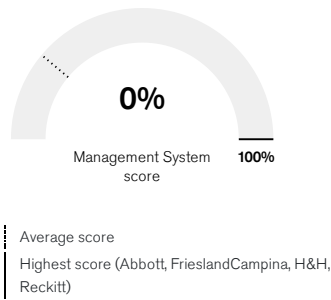 0%
Management System
score
100%
Average score
Highest score (Abbott, FrieslandCampina, H&H,
Reckitt)